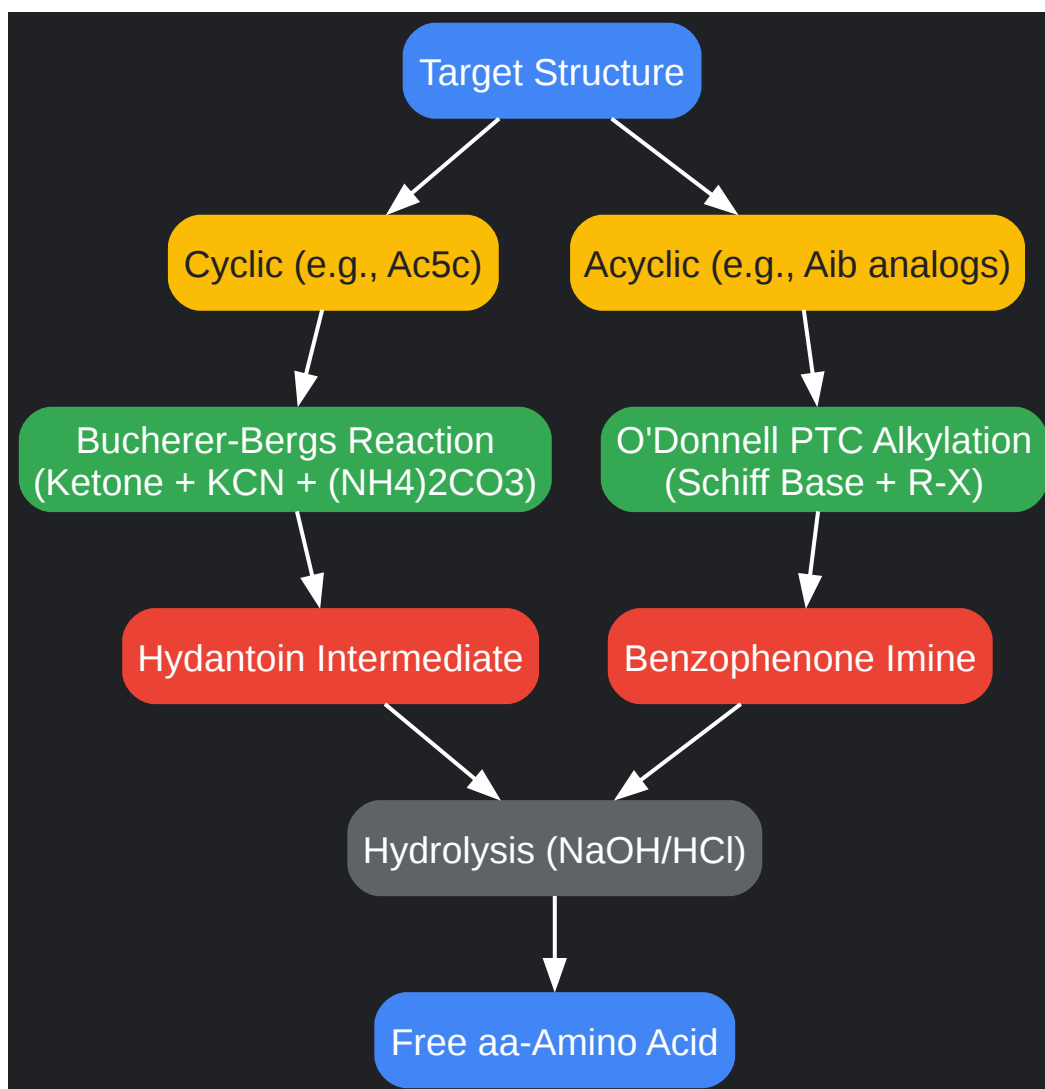 Target Structure
Cyclic (e.g., Ac5c)
Acyclic (e.g., Aib analogs)
Bucherer-Bergs Reaction
(Ketone + KCN + (NH4)2CO3)
O'Donnell PTC Alkylation
(Schiff Base + R-X)
Hydantoin Intermediate
Benzophenone Imine
Hydrolysis (NaOH/HCl)
Free aa-Amino Acid